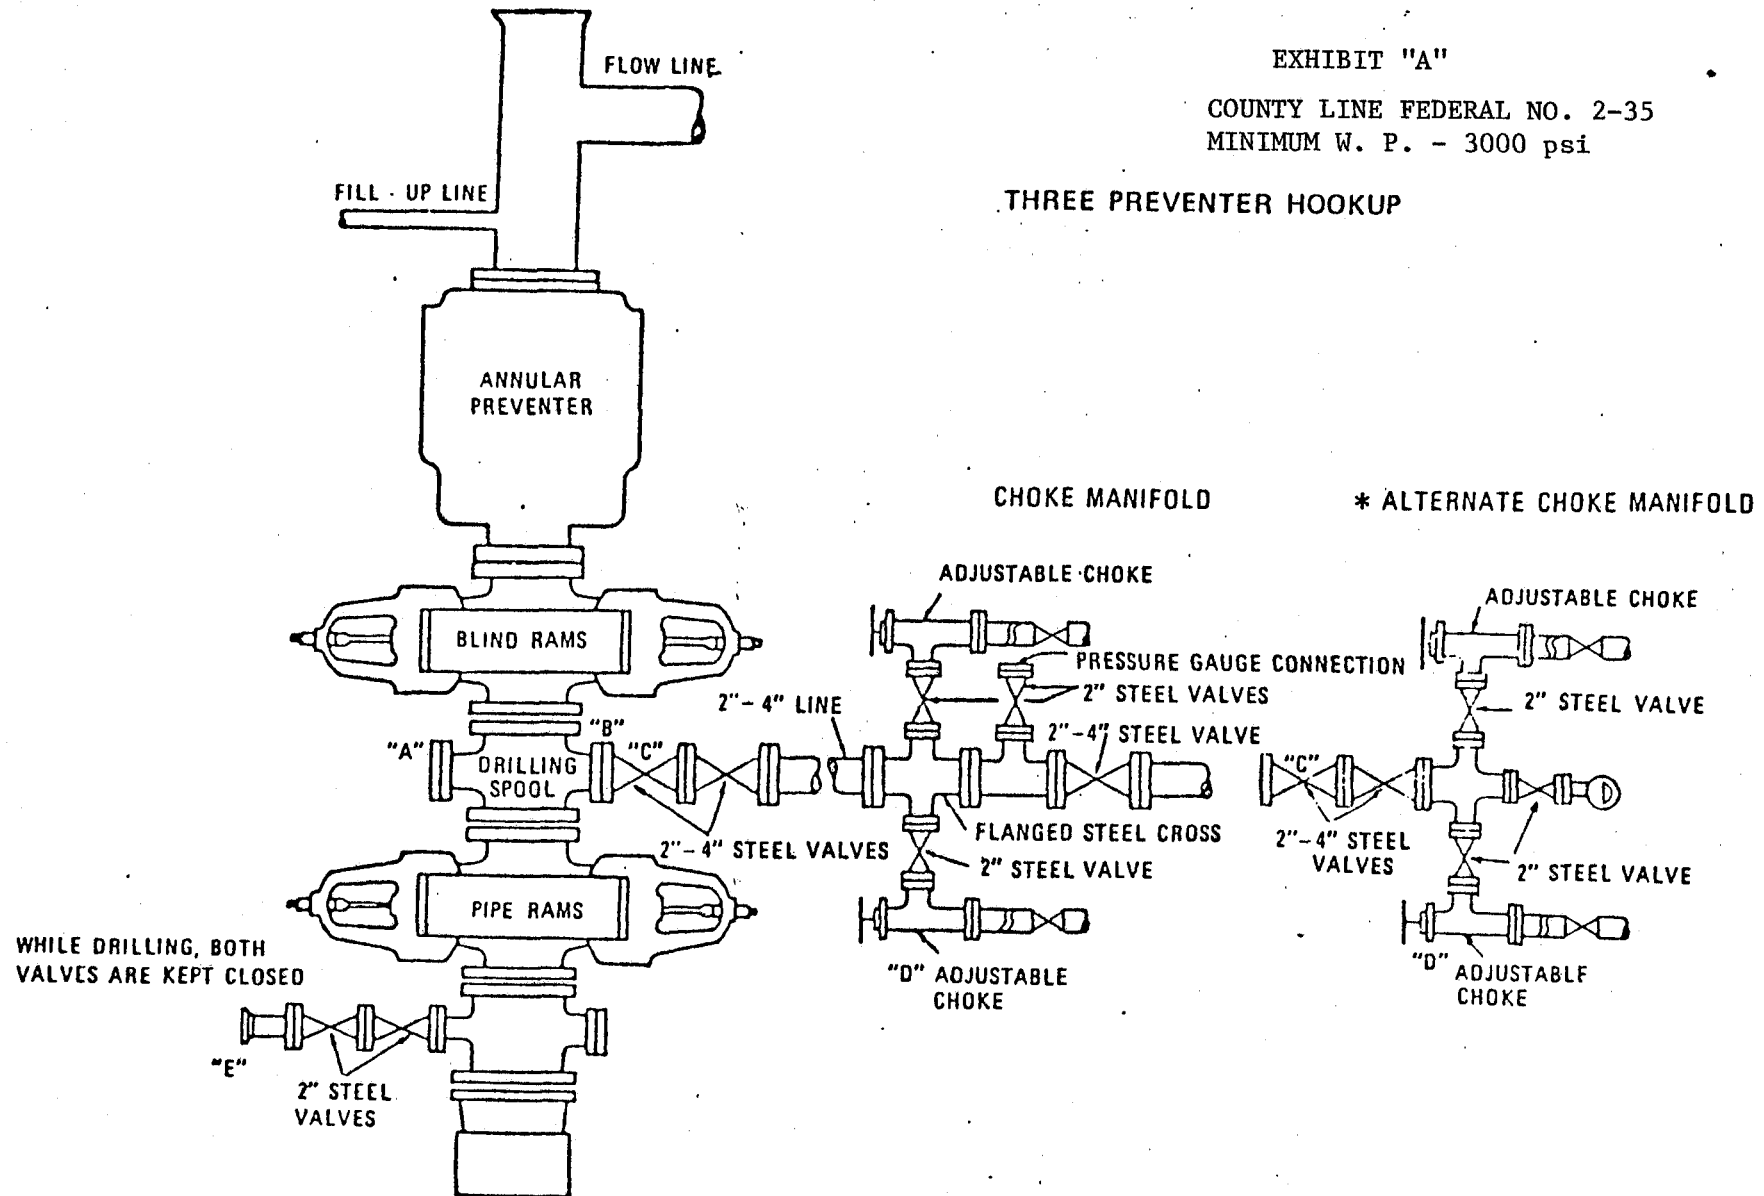 EXHIBIT "A"
COUNTY LINE FEDERAL NO. 2-35
MINIMUM W. P. - 3000 psi
THREE PREVENTER HOOKUP
FLOW LINE
FILL - UP LINE
ANNULAR
PREVENTER
BLIND RAMS
"A"
"B"
"C"
DRILLING
SPOOL
2"-4" LINE
2"-4" STEEL VALVES
PIPE RAMS
WHILE DRILLING, BOTH
VALVES ARE KEPT CLOSED
"E"
2" STEEL
VALVES
CHOKE MANIFOLD
ADJUSTABLE CHOKE
PRESSURE GAUGE CONNECTION
2" STEEL VALVES
2"-4" STEEL VALVE
FLANGED STEEL CROSS
2" STEEL VALVE
"D" ADJUSTABLE
CHOKE
* ALTERNATE CHOKE MANIFOLD
ADJUSTABLE CHOKE
2" STEEL VALVE
"C"
2"-4" STEEL
VALVES
2" STEEL VALVE
"D" ADJUSTABLE
CHOKE